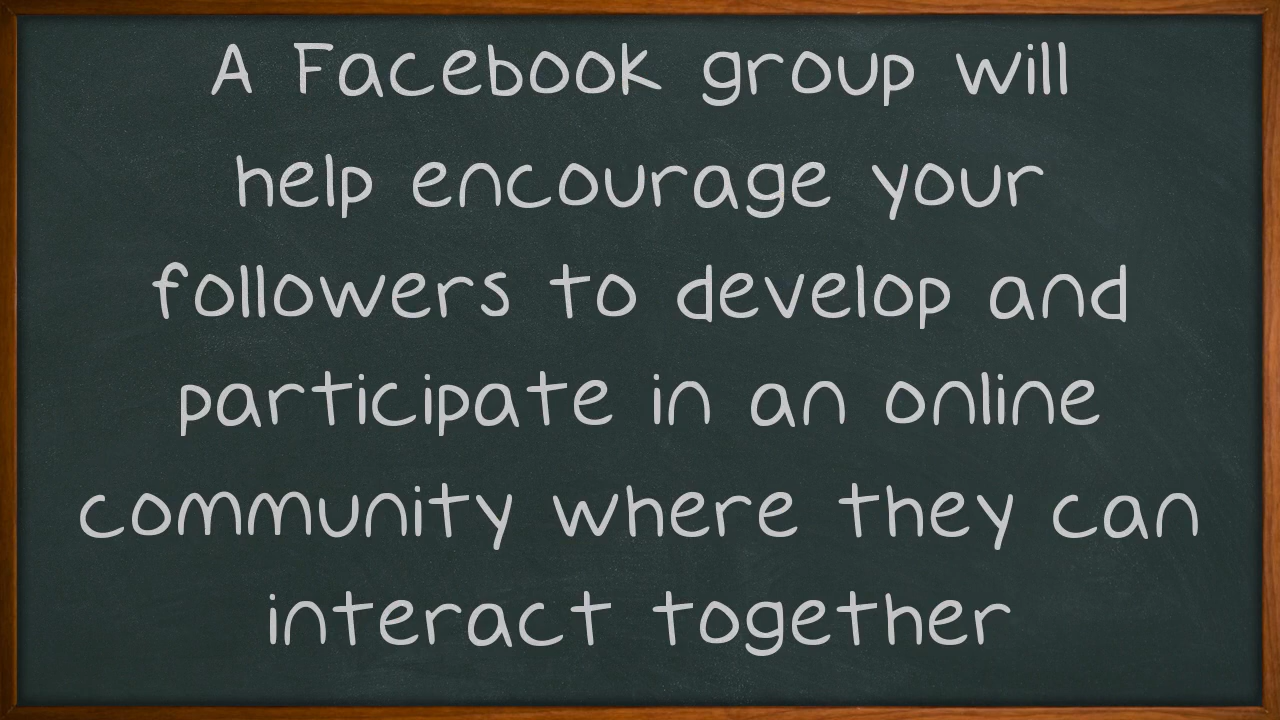 A Facebook group will
help encourage your
followers to develop and
participate in an online
community where they can
interact together